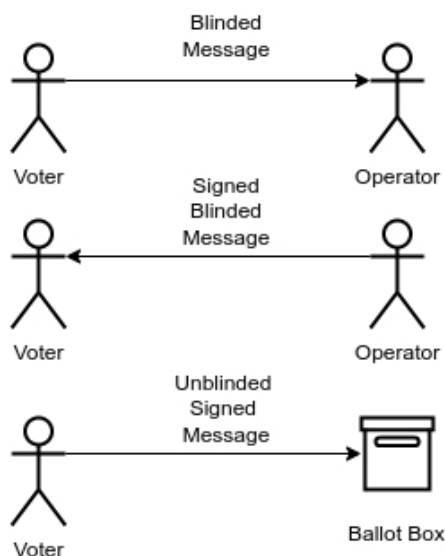 Blinded
Message
Voter
Operator
Signed
Blinded
Message
Voter
Operator
Unblinded
Signed
Message
Voter
Ballot Box